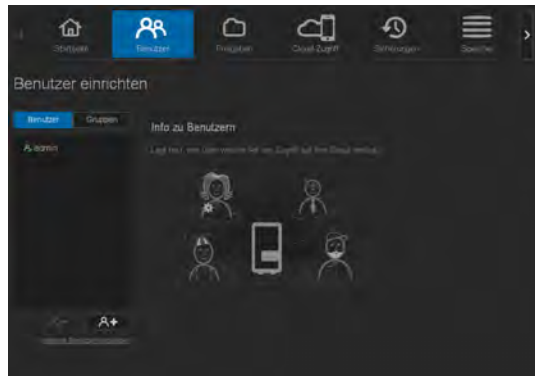 Startseite
Benutzer
Freigaben
Cloud-Zugriff
Sicherungen
Speicher
Benutzer einrichten
Benutzer
Gruppen
Info zu Benutzern
admin